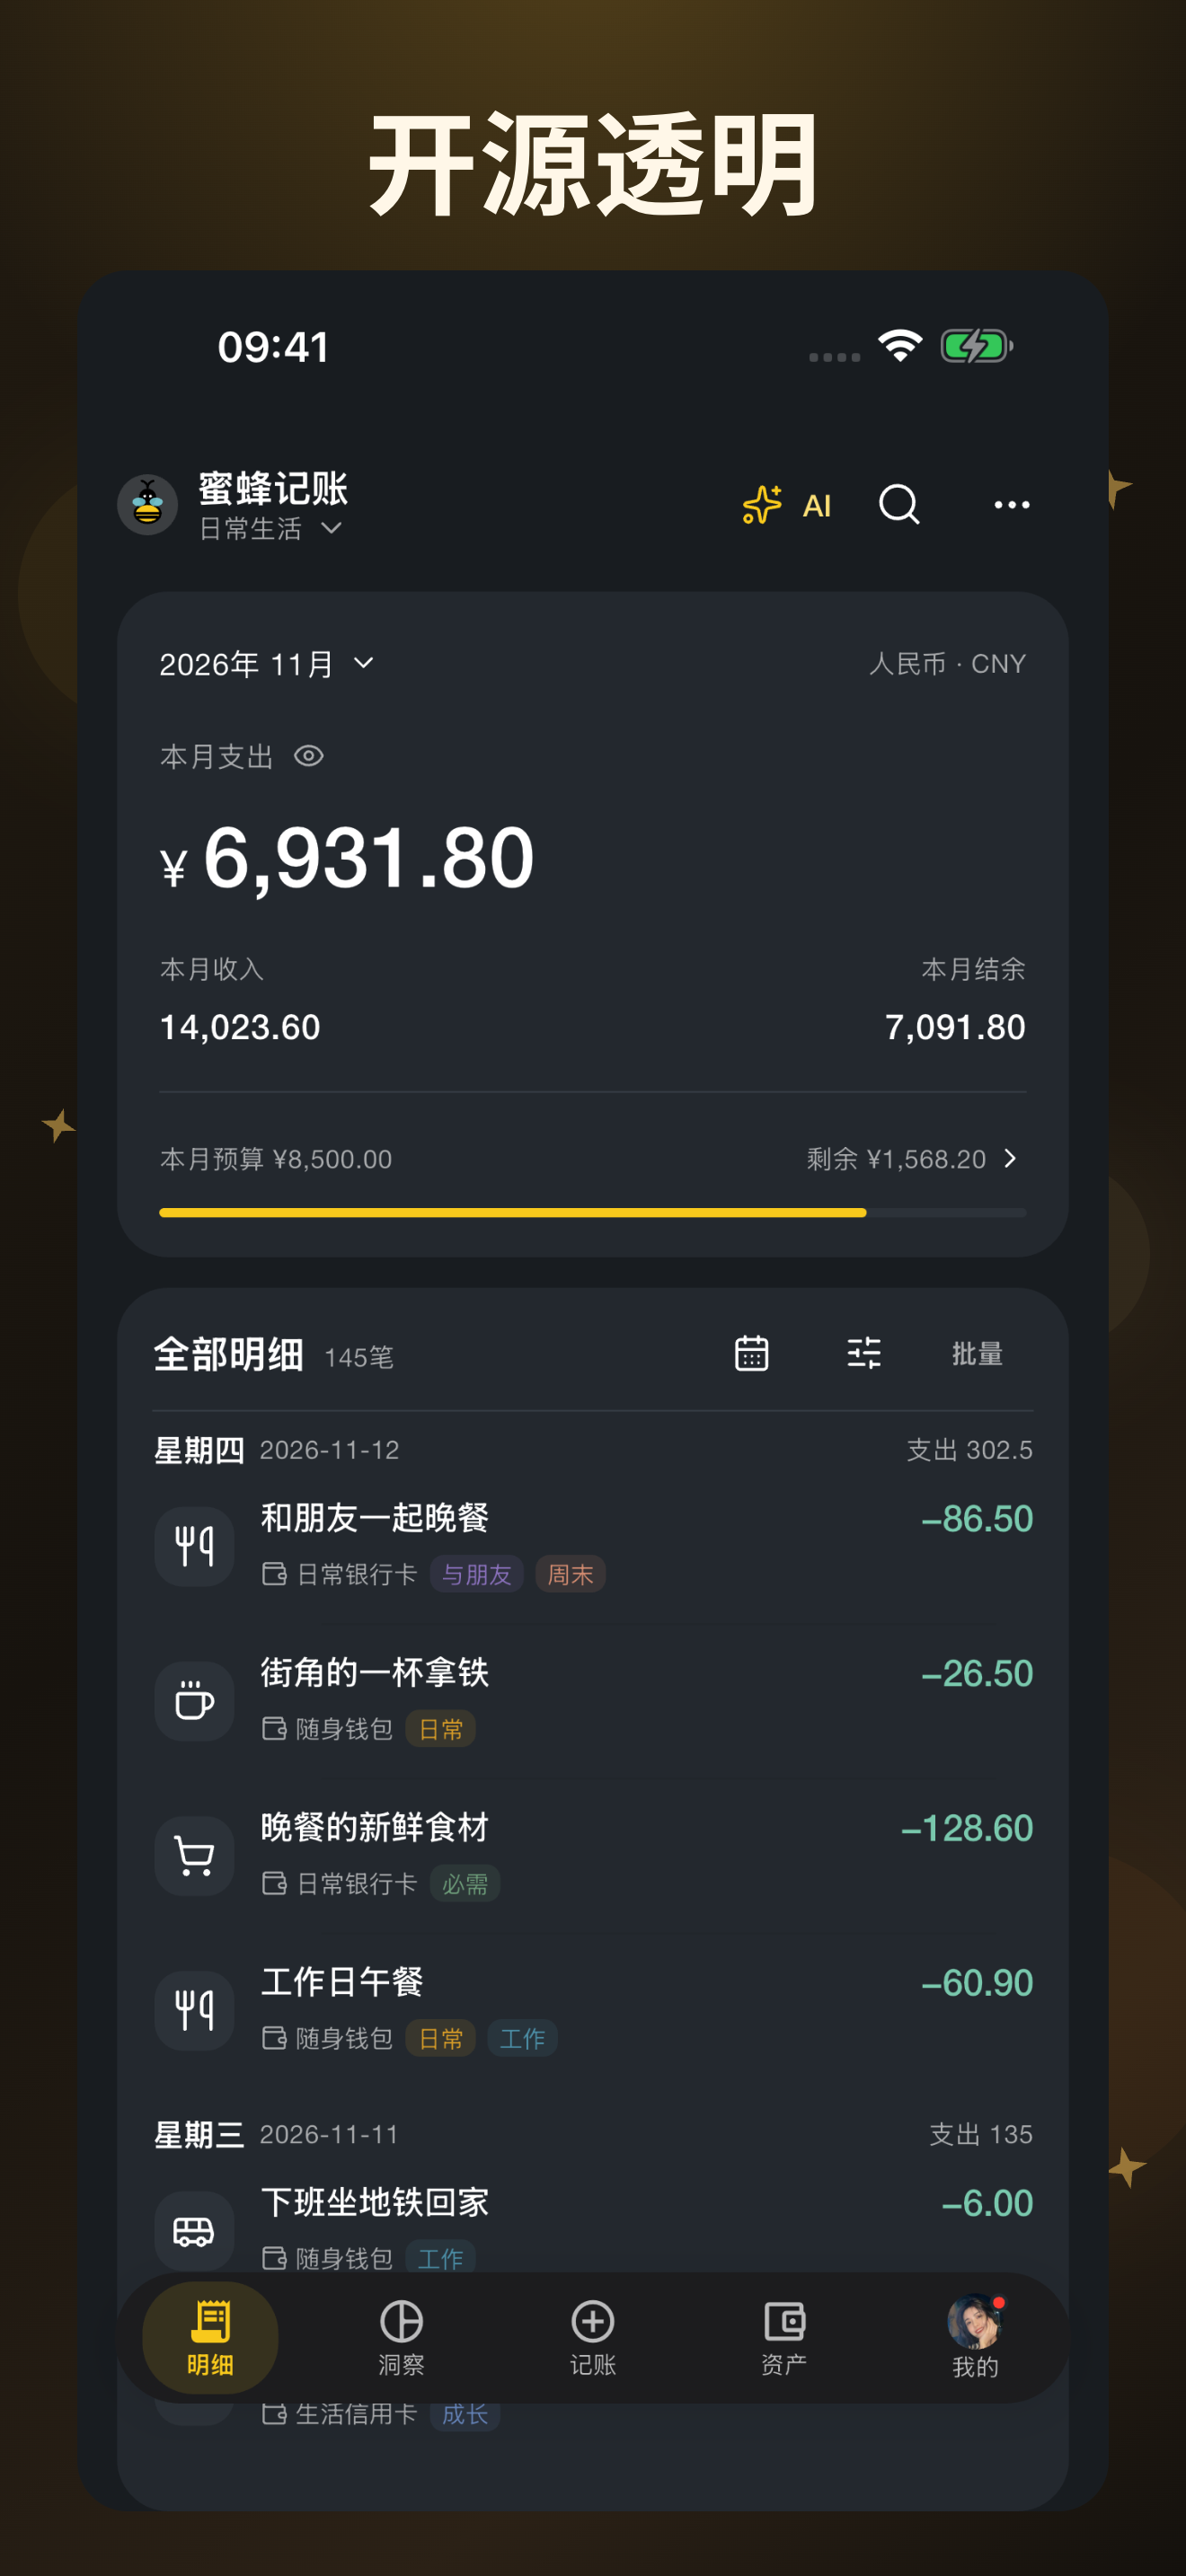 开源透明
09:41
蜜蜂记账
日常生活
AI
2026年 11月
人民币 · CNY
本月支出
¥ 6,931.80
本月收入
本月结余
14,023.60
7,091.80
本月预算 ¥8,500.00
剩余 ¥1,568.20
全部明细 145笔
批量
星期四 2026-11-12
支出 302.5
和朋友一起晚餐
-86.50
日常银行卡 与朋友 周末
街角的一杯拿铁
-26.50
随身钱包 日常
晚餐的新鲜食材
-128.60
日常银行卡 必需
工作日午餐
-60.90
随身钱包 日常 工作
星期三 2026-11-11
支出 135
下班坐地铁回家
-6.00
随身钱包 工作
明细
洞察
记账
资产
我的
生活信用卡 成长